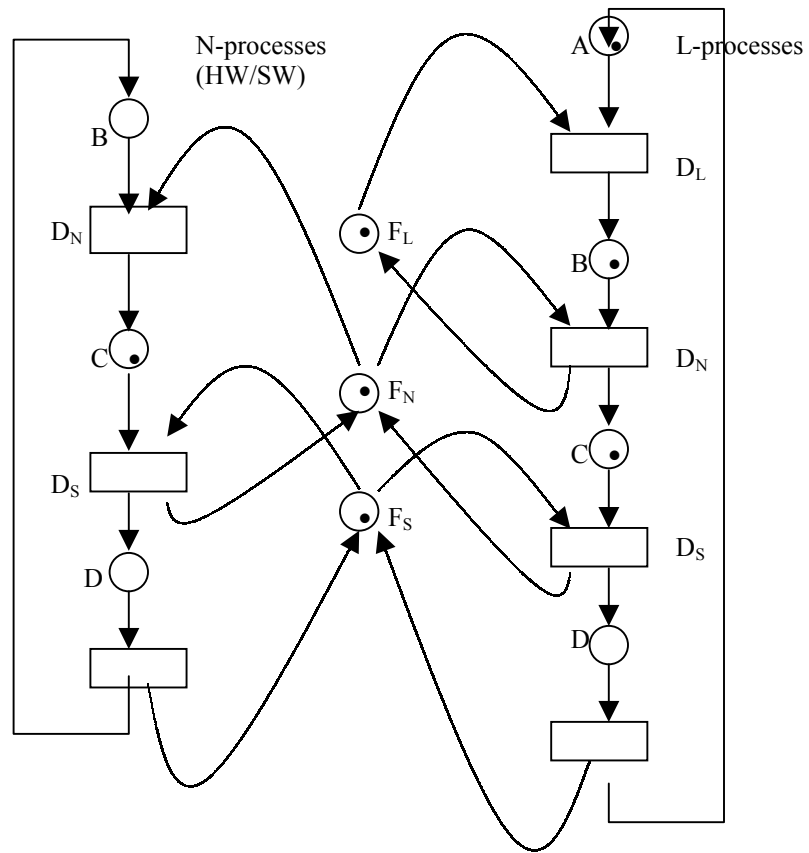 N-processes
(HW/SW)
A
L-processes
B
D_L
D_N
F_L
B
C
F_N
D_N
C
D_S
F_S
D_S
D
D